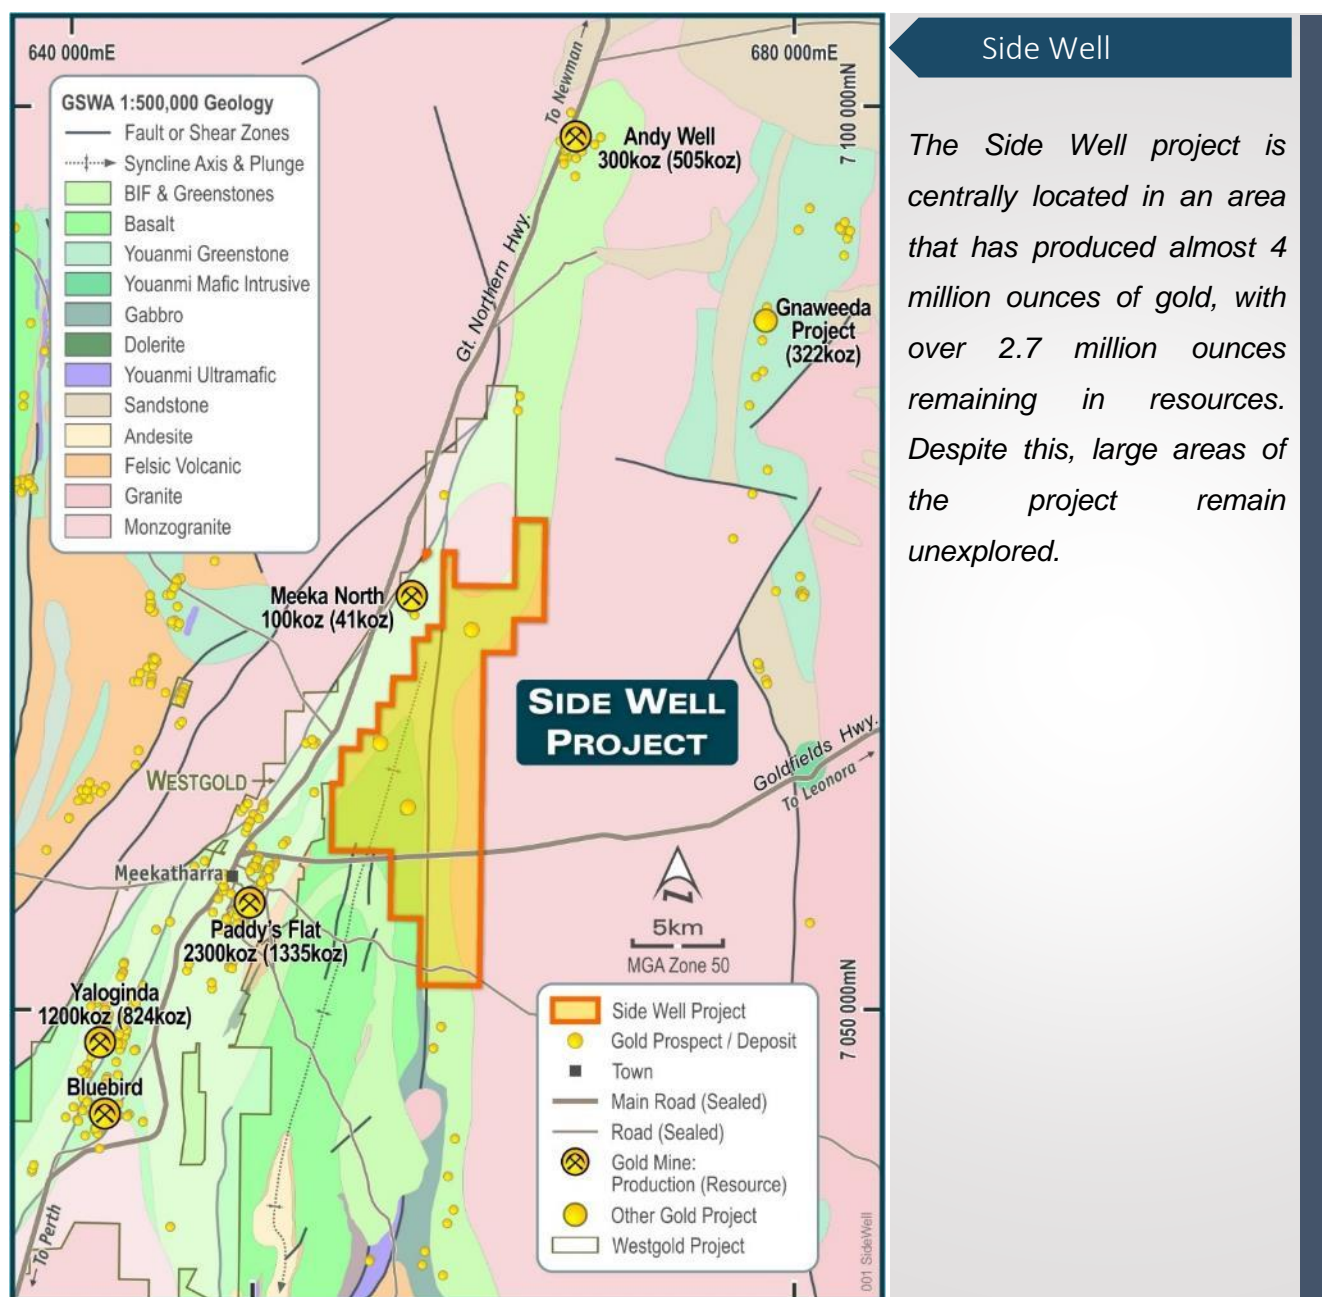 640 000mE
680 000mE
7 100 000mN
7 050 000mN
GSWA 1:500,000 Geology
Fault or Shear Zones
Syncline Axis & Plunge
BIF & Greenstones
Basalt
Youanmi Greenstone
Youanmi Mafic Intrusive
Gabbro
Dolerite
Youanmi Ultramafic
Sandstone
Andesite
Felsic Volcanic
Granite
Monzogranite
To Newman
Andy Well
300koz (505koz)
Gt. Northern Hwy.
Gnaweeda
Project
(322koz)
Meeka North
100koz (41koz)
SIDE WELL
PROJECT
Goldfields Hwy.
To Leonora
WESTGOLD
Meekatharra
Paddy's Flat
2300koz (1335koz)
Yaloginda
1200koz (824koz)
Bluebird
To Perth
N
5km
MGA Zone 50
Side Well Project
Gold Prospect / Deposit
Town
Main Road (Sealed)
Road (Sealed)
Gold Mine:
Production (Resource)
Other Gold Project
Westgold Project
001 SideWell
Side Well
The Side Well project is
centrally located in an area
that has produced almost 4
million ounces of gold, with
over 2.7 million ounces
remaining in resources.
Despite this, large areas of
the project remain
unexplored.